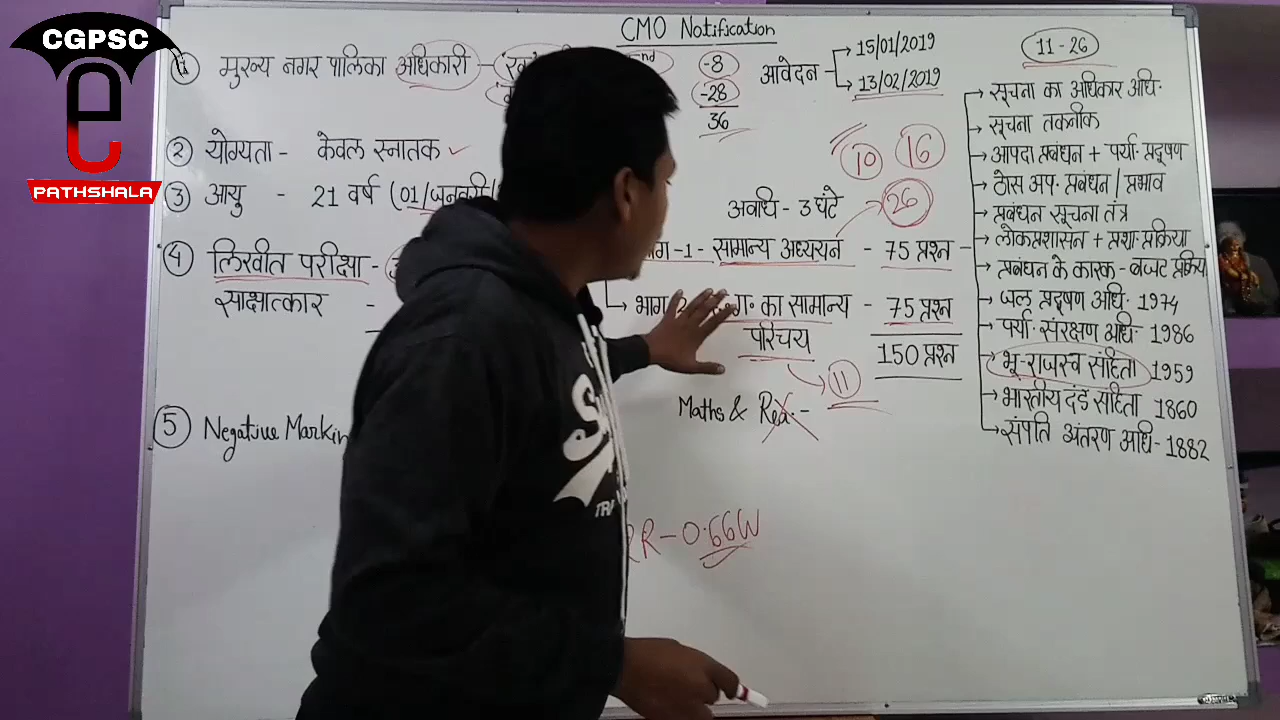 CGPSC
PATHSHALA
CMO Notification
① मुख्य नगर पालिका अधिकारी -
-8
-28
36
आवेदन
15/01/2019
13/02/2019
② योग्यता - केवल स्नातक ✓
10 16
③ आयु - 21 वर्ष (01/जनवरी/
अवधि - 3 घंटे
26
④ लिखीत परीक्षा -
साक्षात्कार -
-1- सामान्य अध्ययन - 75 प्रश्न
भाग का सामान्य - 75 प्रश्न
परिचय
150 प्रश्न
11
Maths & Rea. -
⑤ Negative Markin
R - 0.66W
11 - 26
सूचना का अधिकार अधि.
सूचना तकनीक
आपदा प्रबंधन + पर्या. प्रदूषण
ठोस अप. प्रबंधन / प्रभाव
प्रबंधन सूचना तंत्र
लोकप्रशासन + प्रशा. प्रक्रिया
प्रबंधन के कारक - बजट प्रक्रिया
जल प्रदूषण अधि. 1974
पर्या. संरक्षण अधि. 1986
भू-राजस्व संहिता 1959
भारतीय दंड संहिता 1860
संपति अंतरण अधि- 1882